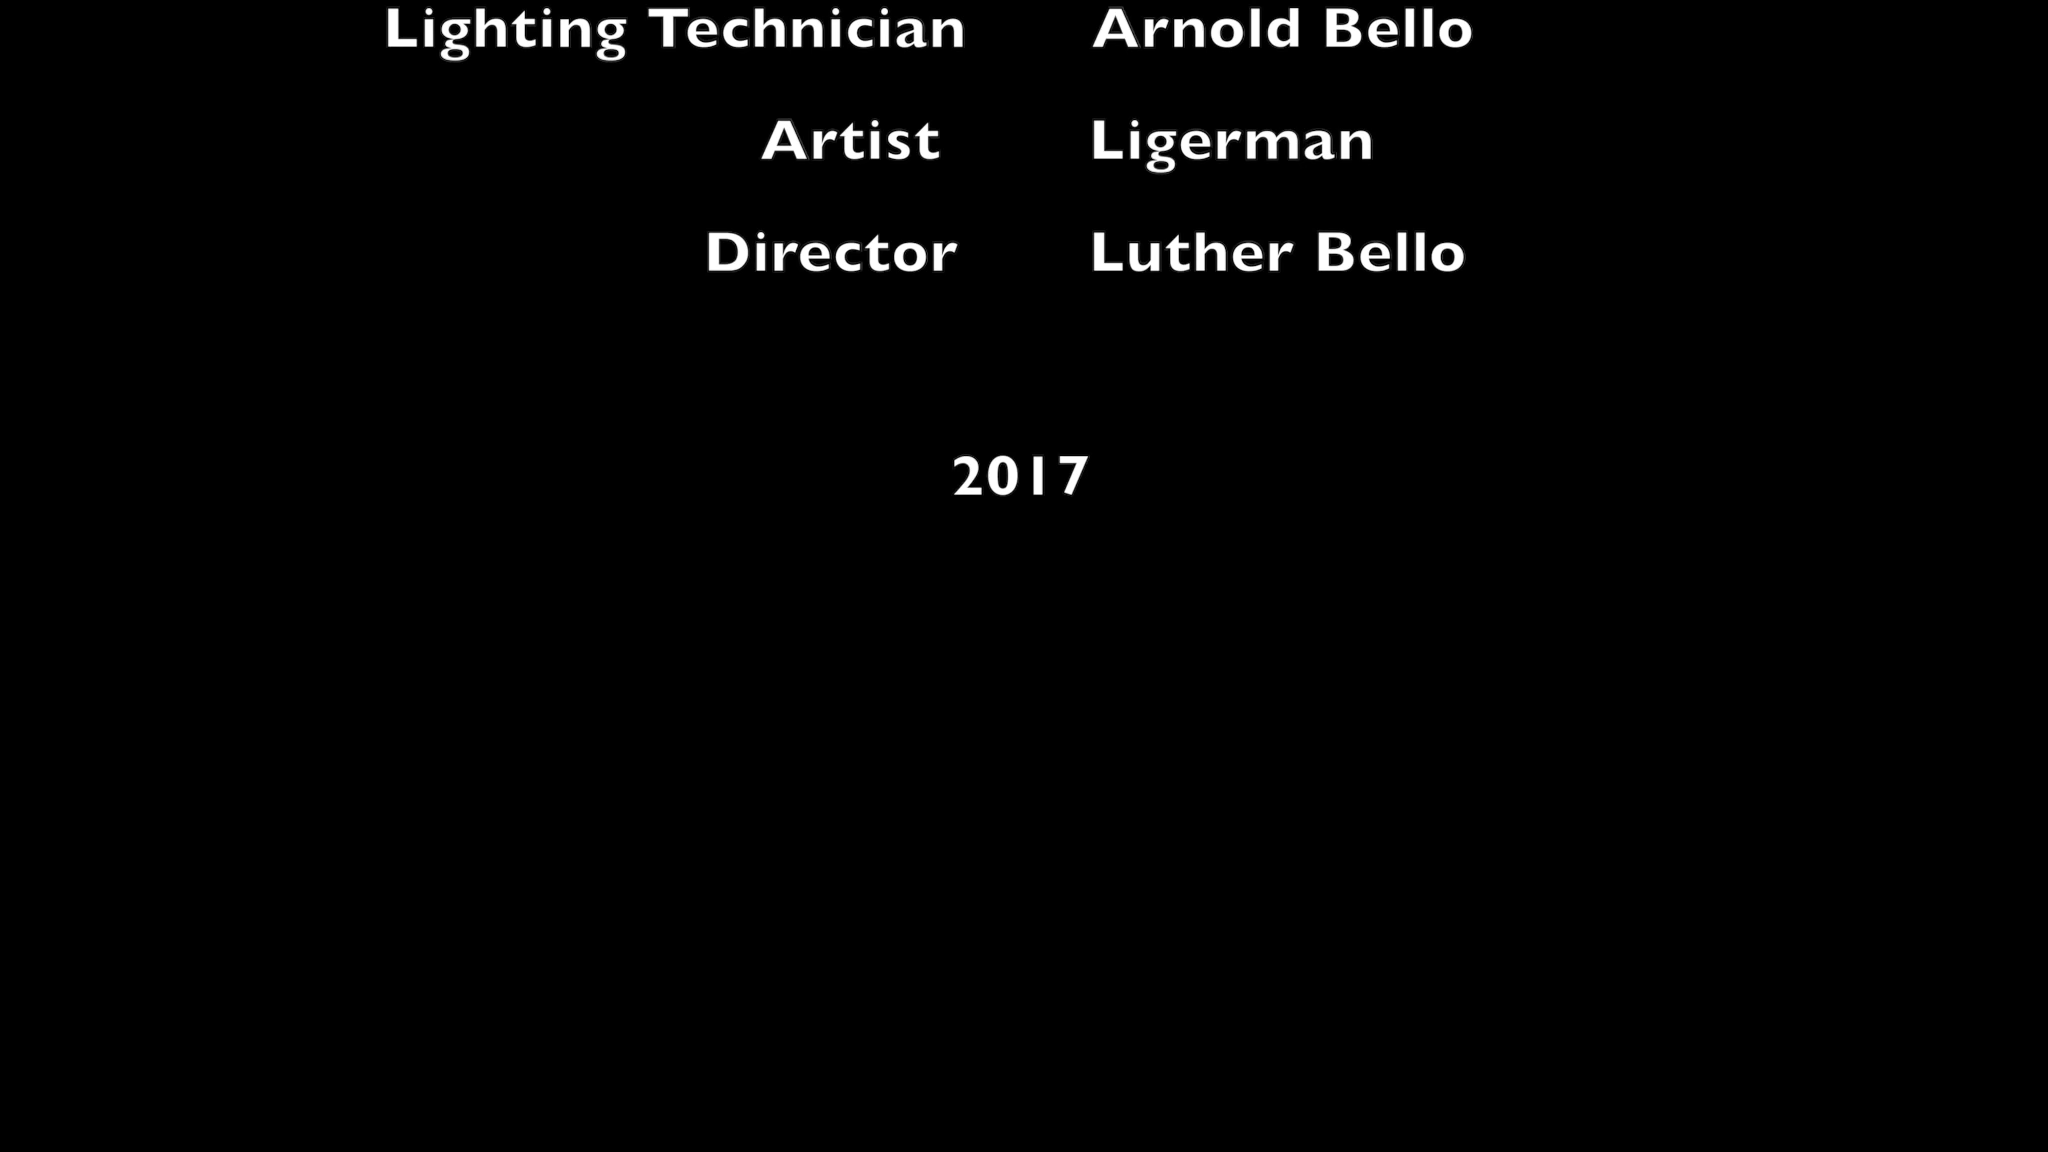 Lighting Technician Arnold Bello
Artist Ligerman
Director Luther Bello
2017